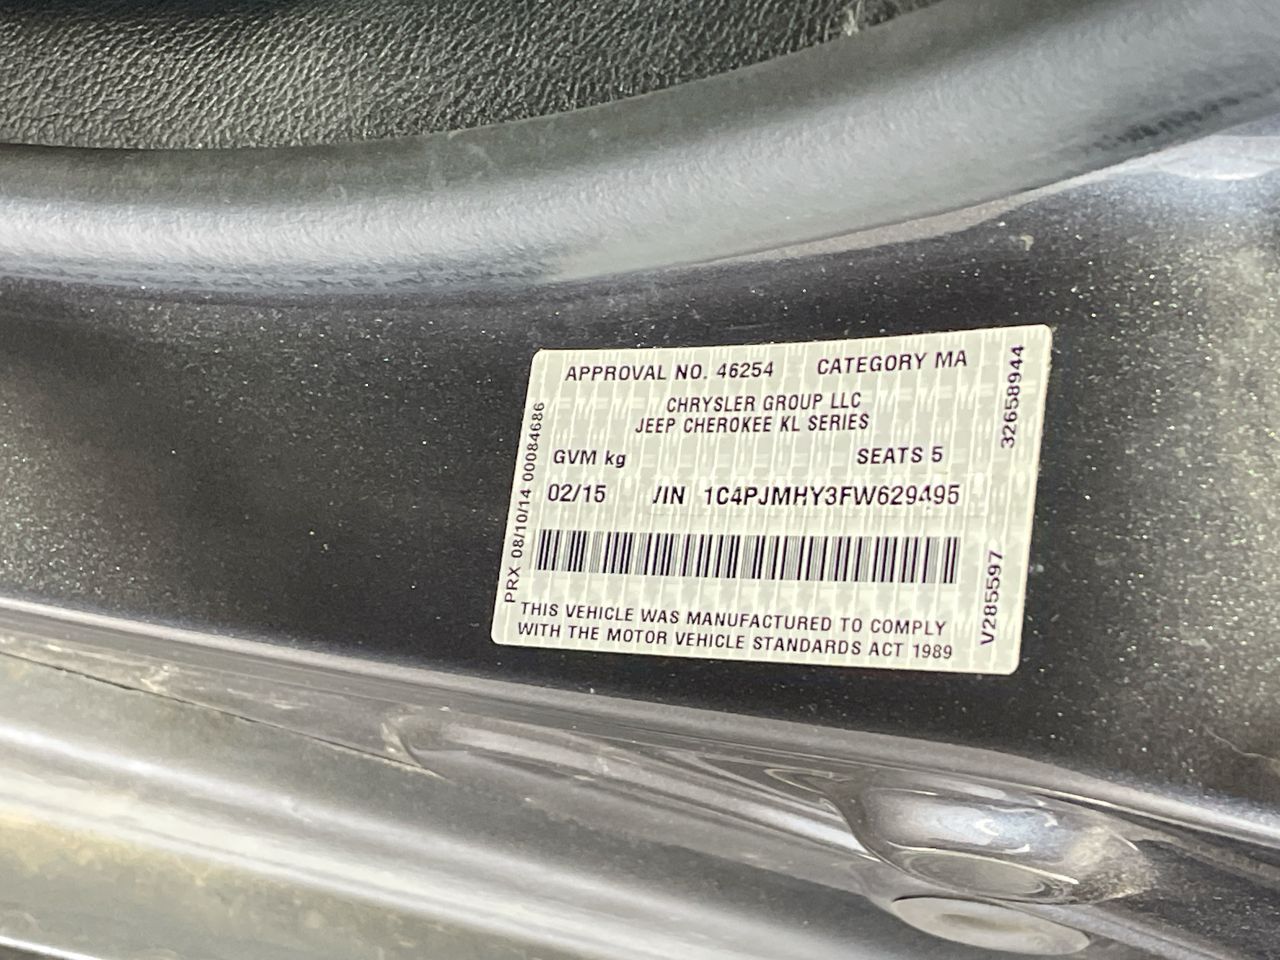 APPROVAL NO. 46254 CATEGORY MA
CHRYSLER GROUP LLC
JEEP CHEROKEE KL SERIES
GVM kg SEATS 5
02/15 /IN 1C4PJMHY3FW629495
THIS VEHICLE WAS MANUFACTURED TO COMPLY
WITH THE MOTOR VEHICLE STANDARDS ACT 1989
PRX 08/10/14 00084686
32658944
V285597